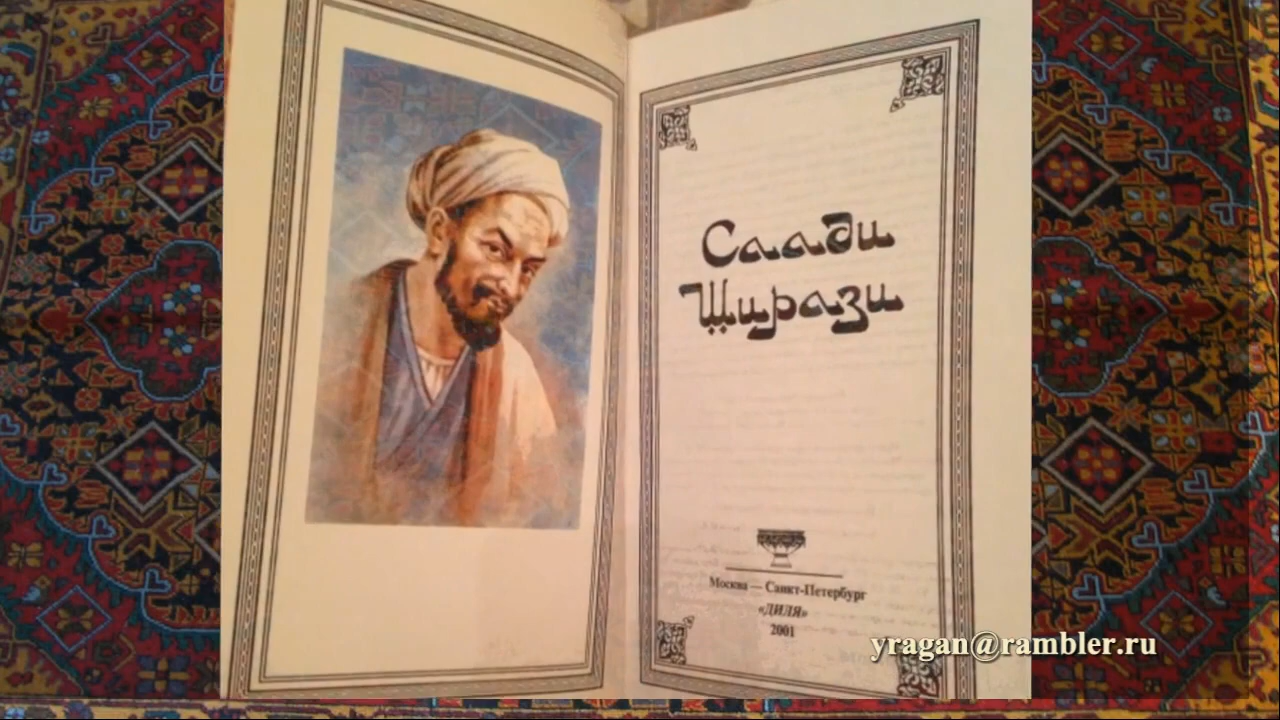 Саади
Ширази
Москва — Санкт-Петербург
«ДИЛЯ»
2001
yragan@rambler.ru